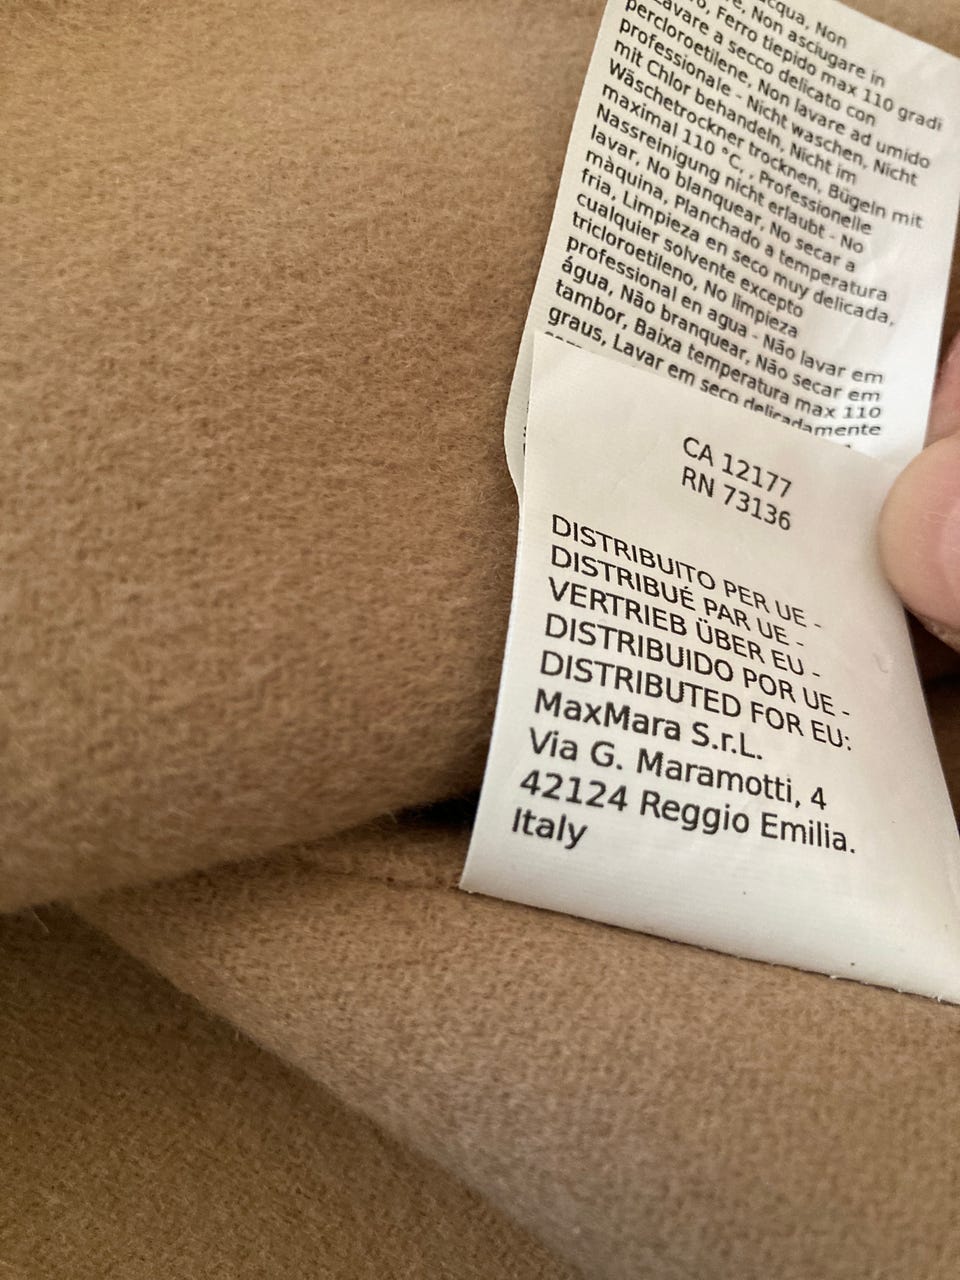 acqua, Non
re, Non asciugare in
Ferro tiepido max 110 gradi
Lavare a secco delicato con
percloroetilene, Non lavare ad umido
professionale - Nicht waschen, Nicht
mit Chlor behandeln, Nicht im
Wäschetrockner trocknen, Bügeln mit
maximal 110 °C, , Professionelle
Nassreinigung nicht erlaubt - No
lavar, No blanquear, No secar a
màquina, Planchado a temperatura
fria, Limpieza en seco muy delicada,
cualquier solvente excepto
tricloroetileno, No limpieza
professional en agua - Não lavar em
água, Não branquear, Não secar em
tambor, Baixa temperatura max 110
graus, Lavar em seco delicadamente
CA 12177
RN 73136
DISTRIBUITO PER UE -
DISTRIBUÉ PAR UE -
VERTRIEB ÜBER EU -
DISTRIBUIDO POR UE -
DISTRIBUTED FOR EU:
MaxMara S.r.L.
Via G. Maramotti, 4
42124 Reggio Emilia.
Italy